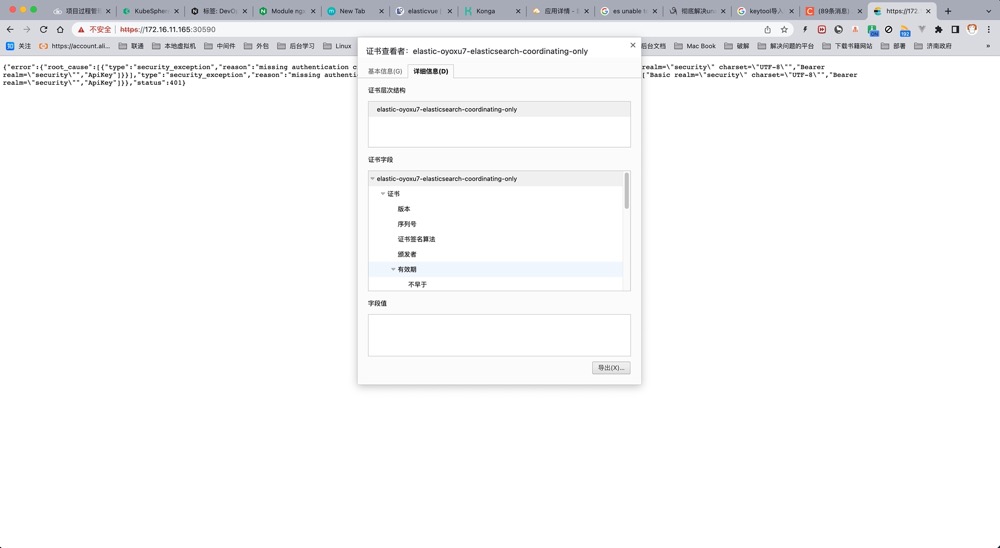 项目过程管
KubeSphere
标签: DevO
Module ngx
New Tab
elasticvue
Konga
应用详情 - S
es unable t
彻底解决una
keytool导入
(89条消息)
https://172
不安全 https://172.16.11.165:30590
关注 https://account.ali... 联通 本地虚拟机 中间件 外包 后台学习 Linux 后台文档 Mac Book 破解 解决问题的平台 下载书籍网站 部署 济南政府 »
{"error":{"root_cause":[{"type":"security_exception","reason":"missing authentication c realm=\"security\" charset=\"UTF-8\"","Bearer
realm=\"security\"","ApiKey"]}}],"type":"security_exception","reason":"missing authentic ["Basic realm=\"security\" charset=\"UTF-8\"","Bearer
realm=\"security\"","ApiKey"]}},"status":401}
证书查看者：elastic-oyoxu7-elasticsearch-coordinating-only
基本信息(G) 详细信息(D)
证书层次结构
elastic-oyoxu7-elasticsearch-coordinating-only
证书字段
elastic-oyoxu7-elasticsearch-coordinating-only
证书
版本
序列号
证书签名算法
颁发者
有效期
不早于
字段值
导出(X)...